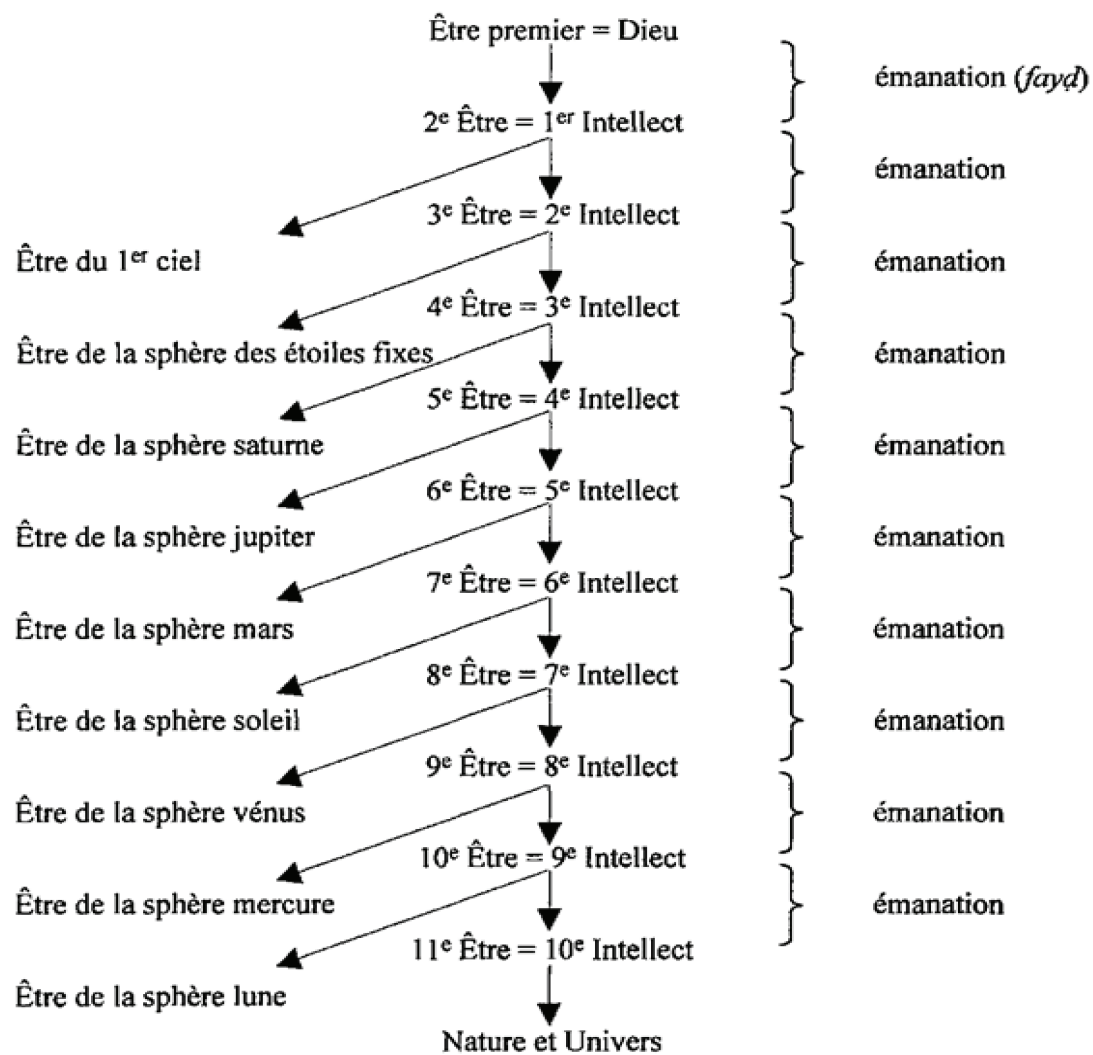 Être premier = Dieu
émanation (fayḍ)
2e Être = 1er Intellect
émanation
3e Être = 2e Intellect
Être du 1er ciel
émanation
4e Être = 3e Intellect
Être de la sphère des étoiles fixes
émanation
5e Être = 4e Intellect
Être de la sphère saturne
émanation
6e Être = 5e Intellect
Être de la sphère jupiter
émanation
7e Être = 6e Intellect
Être de la sphère mars
émanation
8e Être = 7e Intellect
Être de la sphère soleil
émanation
9e Être = 8e Intellect
Être de la sphère vénus
émanation
10e Être = 9e Intellect
Être de la sphère mercure
émanation
11e Être = 10e Intellect
Être de la sphère lune
Nature et Univers